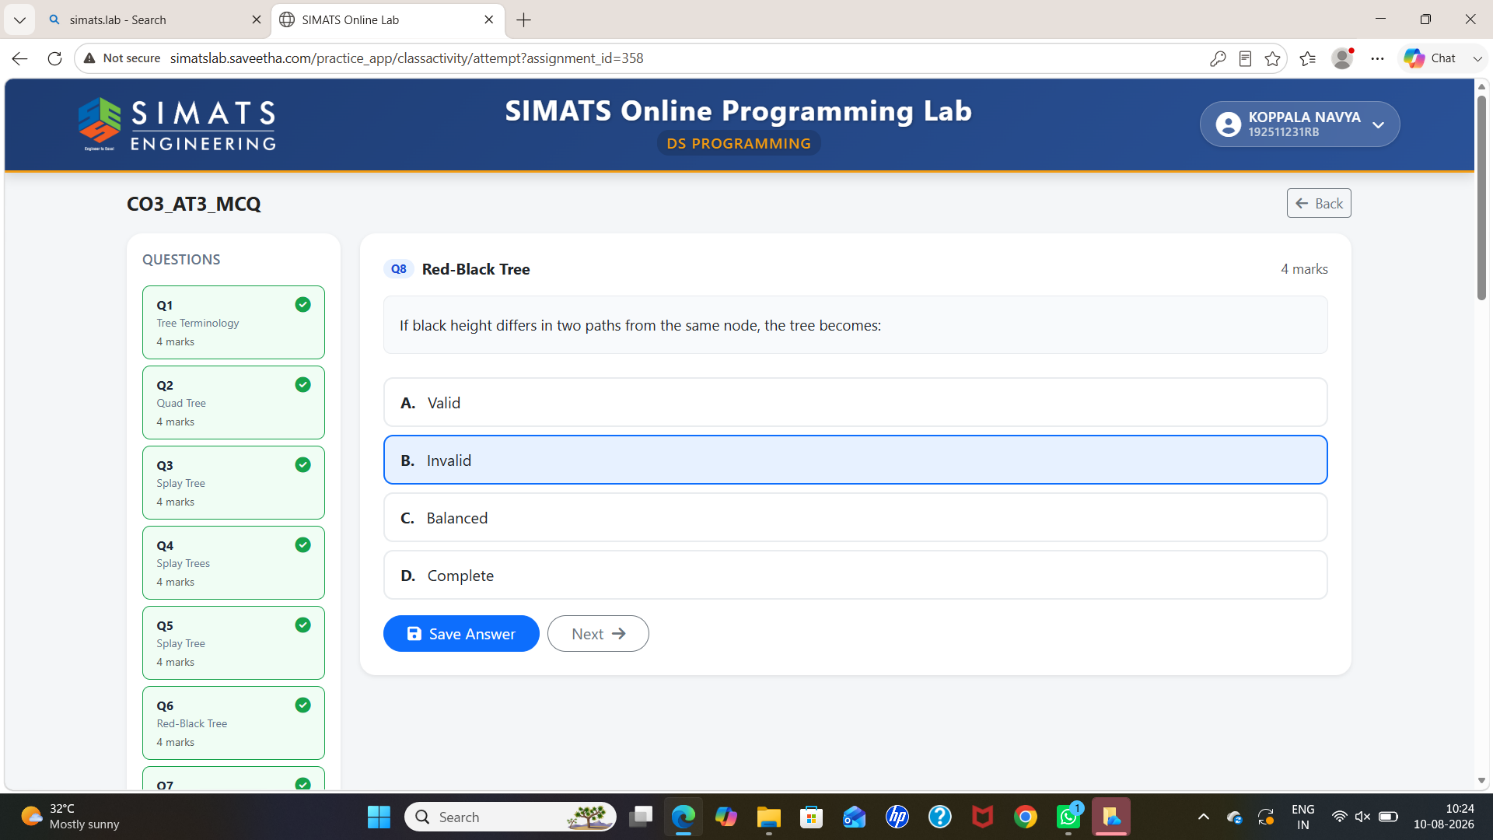 simats.lab - Search
SIMATS Online Lab
Not secure
simatslab.saveetha.com/practice_app/classactivity/attempt?assignment_id=358
Chat
SIMATS
ENGINEERING
Engineer to Excel
SIMATS Online Programming Lab
DS PROGRAMMING
KOPPALA NAVYA
192511231RB
CO3_AT3_MCQ
Back
QUESTIONS
Q1
Tree Terminology
4 marks
Q2
Quad Tree
4 marks
Q3
Splay Tree
4 marks
Q4
Splay Trees
4 marks
Q5
Splay Tree
4 marks
Q6
Red-Black Tree
4 marks
Q7
Q8 Red-Black Tree
4 marks
If black height differs in two paths from the same node, the tree becomes:
A. Valid
B. Invalid
C. Balanced
D. Complete
Save Answer
Next
32°C
Mostly sunny
Search
hp
1
ENG
IN
10:24
10-08-2026